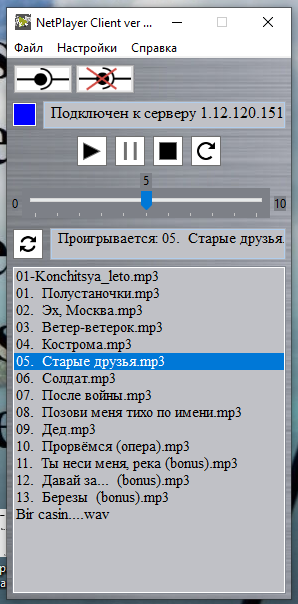 NetPlayer Client ver ...
Файл Настройки Справка
Подключен к серверу 1.12.120.151
5
0 10
Проигрывается: 05. Старые друзья.
01-Konchitsya_leto.mp3
01. Полустаночки.mp3
02. Эх, Москва.mp3
03. Ветер-ветерок.mp3
04. Кострома.mp3
05. Старые друзья.mp3
06. Солдат.mp3
07. После войны.mp3
08. Позови меня тихо по имени.mp3
09. Дед.mp3
10. Прорвёмся (опера).mp3
11. Ты неси меня, река (bonus).mp3
12. Давай за... (bonus).mp3
13. Березы (bonus).mp3
Bir casin....wav